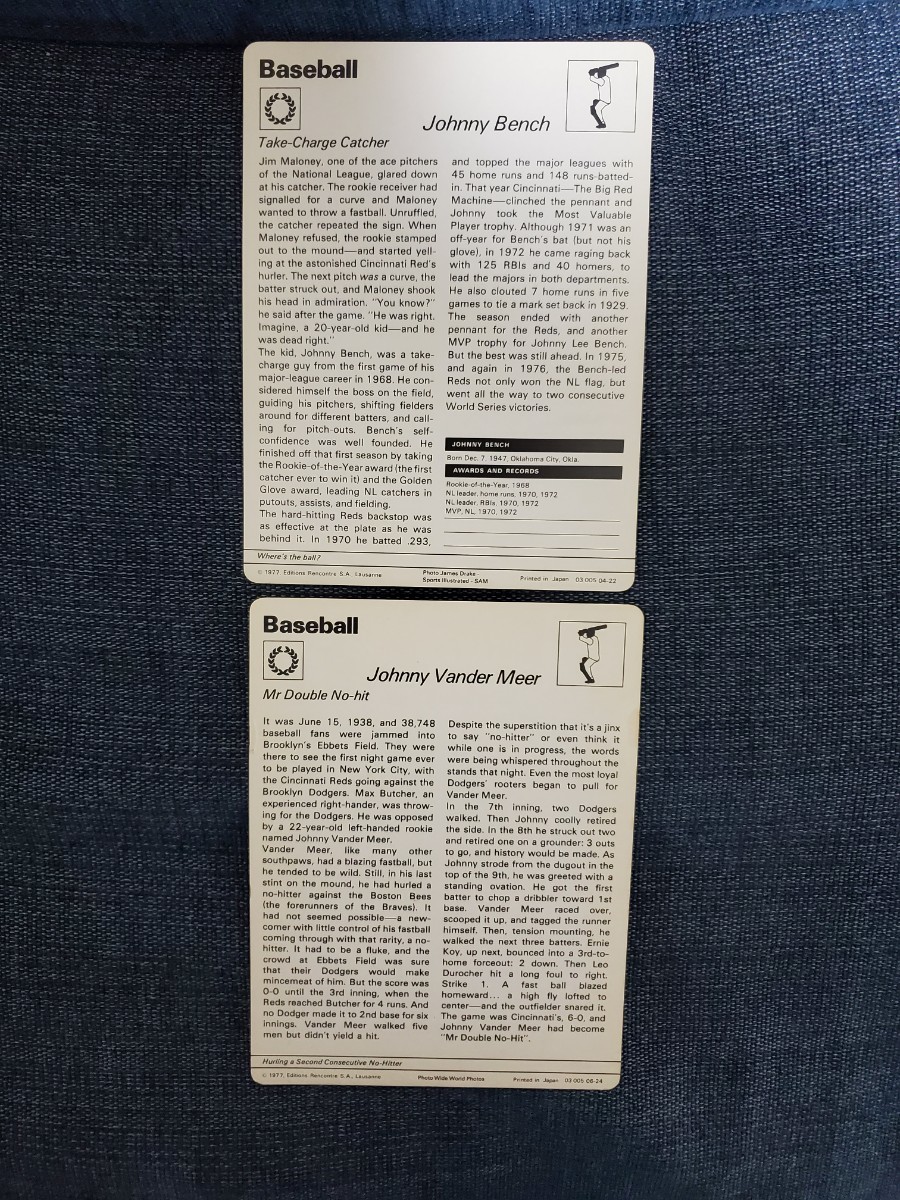 Baseball
Johnny Bench
Take-Charge Catcher
Jim Maloney, one of the ace pitchers
of the National League, glared down
at his catcher. The rookie receiver had
signalled for a curve and Maloney
wanted to throw a fastball. Unruffled,
the catcher repeated the sign. When
Maloney refused, the rookie stamped
out to the mound—and started yell-
ing at the astonished Cincinnati Red's
hurler. The next pitch was a curve, the
batter struck out, and Maloney shook
his head in admiration. "You know?"
he said after the game. "He was right.
Imagine, a 20-year-old kid—and he
was dead right."
The kid, Johnny Bench, was a take-
charge guy from the first game of his
major-league career in 1968. He con-
sidered himself the boss on the field,
guiding his pitchers, shifting fielders
around for different batters, and call-
ing for pitch-outs. Bench's self-
confidence was well founded. He
finished off that first season by taking
the Rookie-of-the-Year award (the first
catcher ever to win it) and the Golden
Glove award, leading NL catchers in
putouts, assists, and fielding.
The hard-hitting Reds backstop was
as effective at the plate as he was
behind it. In 1970 he batted .293,
and topped the major leagues with
45 home runs and 148 runs-batted-
in. That year Cincinnati—The Big Red
Machine—clinched the pennant and
Johnny took the Most Valuable
Player trophy. Although 1971 was an
off-year for Bench's bat (but not his
glove), in 1972 he came raging back
with 125 RBIs and 40 homers, to
lead the majors in both departments.
He also clouted 7 home runs in five
games to tie a mark set back in 1929.
The season ended with another
pennant for the Reds, and another
MVP trophy for Johnny Lee Bench.
But the best was still ahead. In 1975,
and again in 1976, the Bench-led
Reds not only won the NL flag, but
went all the way to two consecutive
World Series victories.
JOHNNY BENCH
Born Dec. 7, 1947, Oklahoma City, Okla.
AWARDS AND RECORDS
Rookie-of-the-Year, 1968
NL leader, home runs, 1970, 1972
NL leader, RBIs, 1970, 1972
MVP, NL, 1970, 1972
Where's the ball?
© 1977, Editions Rencontre S.A., Lausanne
Photo James Drake
Sports Illustrated - SAM
Printed in Japan 03 005 04-22
Baseball
Johnny Vander Meer
Mr Double No-hit
It was June 15, 1938, and 38,748
baseball fans were jammed into
Brooklyn's Ebbets Field. They were
there to see the first night game ever
to be played in New York City, with
the Cincinnati Reds going against the
Brooklyn Dodgers. Max Butcher, an
experienced right-hander, was throw-
ing for the Dodgers. He was opposed
by a 22-year-old left-handed rookie
named Johnny Vander Meer.
Vander Meer, like many other
southpaws, had a blazing fastball, but
he tended to be wild. Still, in his last
stint on the mound, he had hurled a
no-hitter against the Boston Bees
(the forerunners of the Braves). It
had not seemed possible—a new-
comer with little control of his fastball
coming through with that rarity, a no-
hitter. It had to be a fluke, and the
crowd at Ebbets Field was sure
that their Dodgers would make
mincemeat of him. But the score was
0-0 until the 3rd inning, when the
Reds reached Butcher for 4 runs. And
no Dodger made it to 2nd base for six
innings. Vander Meer walked five
men but didn't yield a hit.
Despite the superstition that it's a jinx
to say "no-hitter" or even think it
while one is in progress, the words
were being whispered throughout the
stands that night. Even the most loyal
Dodgers' rooters began to pull for
Vander Meer.
In the 7th inning, two Dodgers
walked. Then Johnny coolly retired
the side. In the 8th he struck out two
and retired one on a grounder: 3 outs
to go, and history would be made. As
Johnny strode from the dugout in the
top of the 9th, he was greeted with a
standing ovation. He got the first
batter to chop a dribbler toward 1st
base. Vander Meer raced over,
scooped it up, and tagged the runner
himself. Then, tension mounting, he
walked the next three batters. Ernie
Koy, up next, bounced into a 3rd-to-
home forceout: 2 down. Then Leo
Durocher hit a long foul to right.
Strike 1. A fast ball blazed
homeward... a high fly lofted to
center—and the outfielder snared it.
The game was Cincinnati's, 6-0, and
Johnny Vander Meer had become
"Mr Double No-Hit".
Hurling a Second Consecutive No-Hitter
© 1977, Editions Rencontre S.A., Lausanne
Photo Wide World Photos
Printed in Japan 03 005 06-24